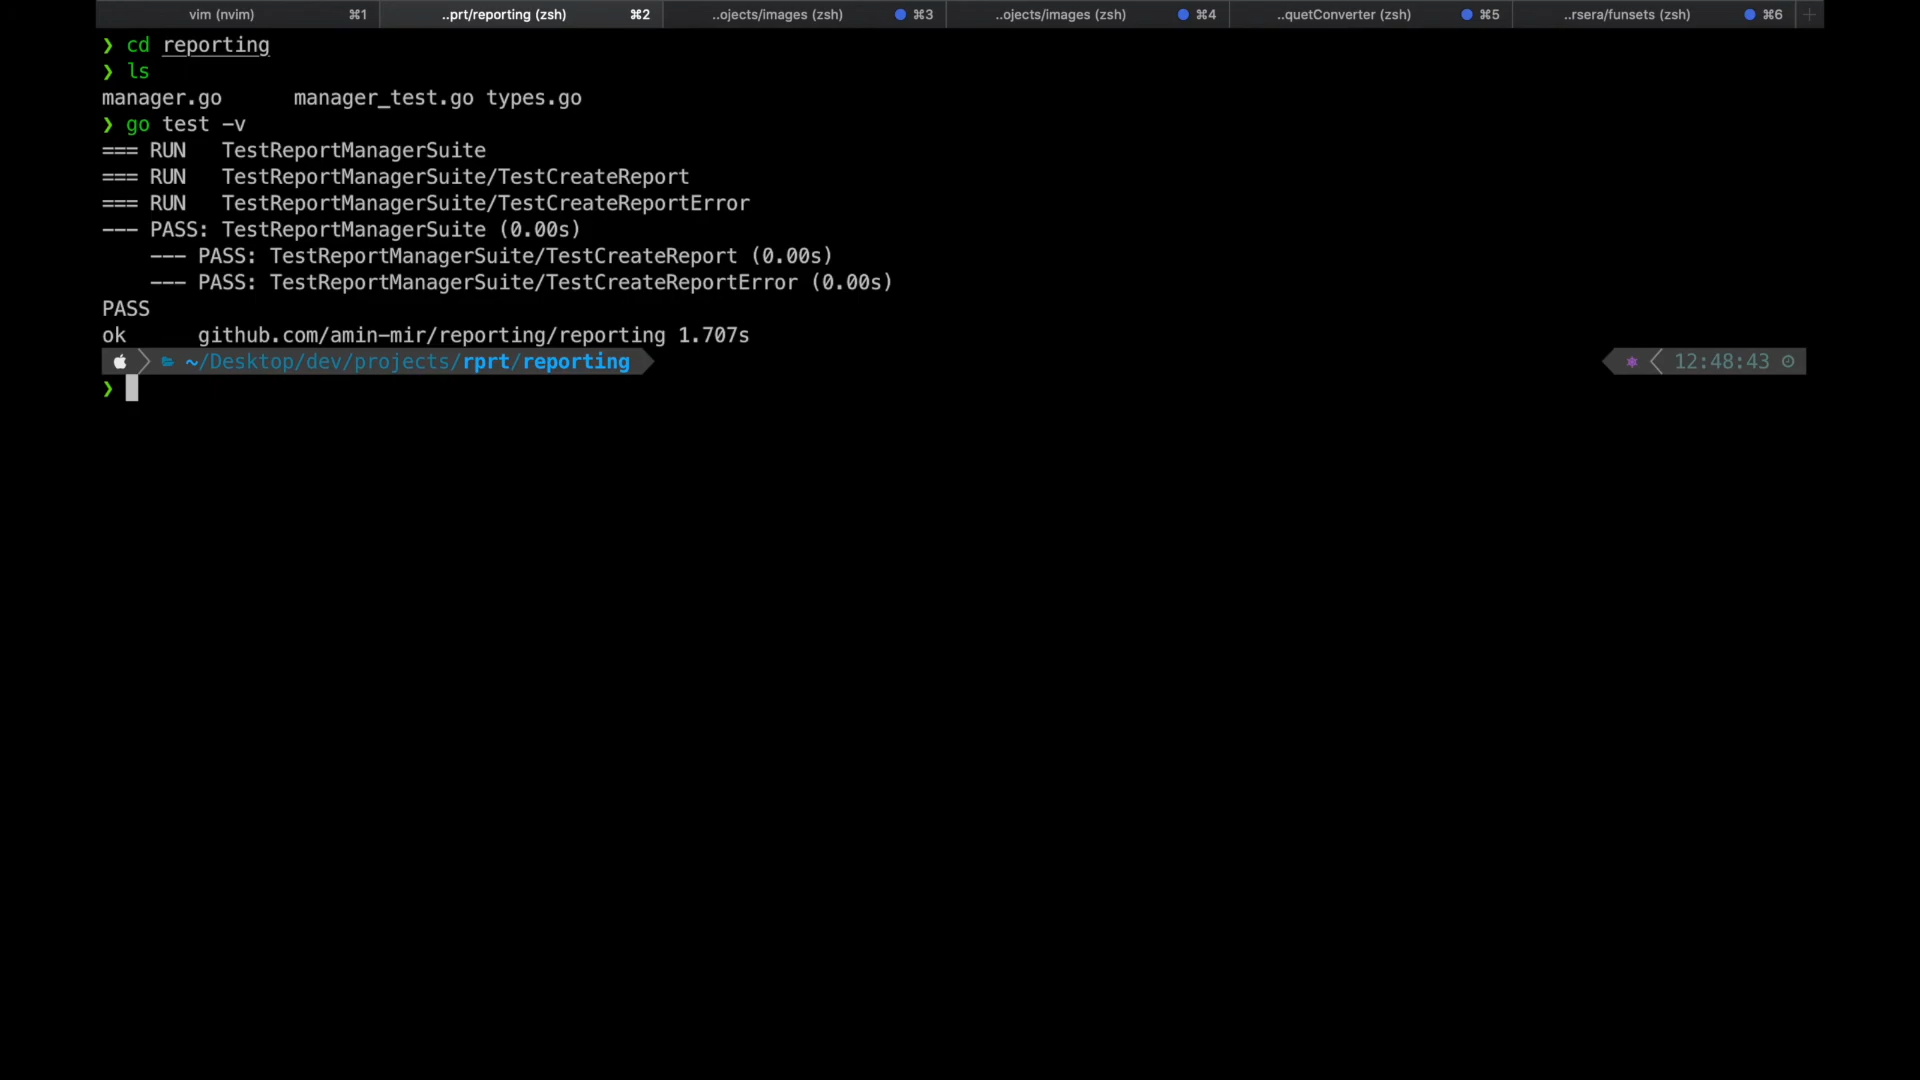 vim (nvim) ⌘1 ..prt/reporting (zsh) ⌘2 ..ojects/images (zsh) ⌘3 ..ojects/images (zsh) ⌘4 ..quetConverter (zsh) ⌘5 ..rsera/funsets (zsh) ⌘6
❯ cd reporting
❯ ls
manager.go      manager_test.go types.go
❯ go test -v
=== RUN   TestReportManagerSuite
=== RUN   TestReportManagerSuite/TestCreateReport
=== RUN   TestReportManagerSuite/TestCreateReportError
--- PASS: TestReportManagerSuite (0.00s)
    --- PASS: TestReportManagerSuite/TestCreateReport (0.00s)
    --- PASS: TestReportManagerSuite/TestCreateReportError (0.00s)
PASS
ok      github.com/amin-mir/reporting/reporting 1.707s
~/Desktop/dev/projects/rprt/reporting 12:48:43
❯